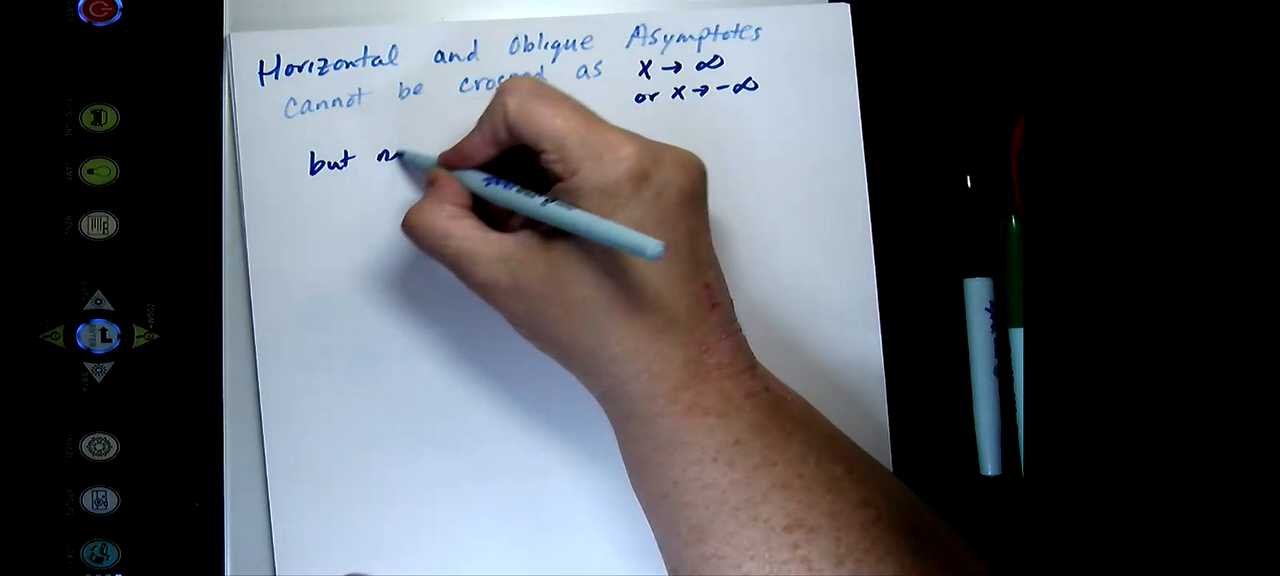 Horizontal and Oblique Asymptotes
cannot be crossed as x → ∞
or x → -∞
but